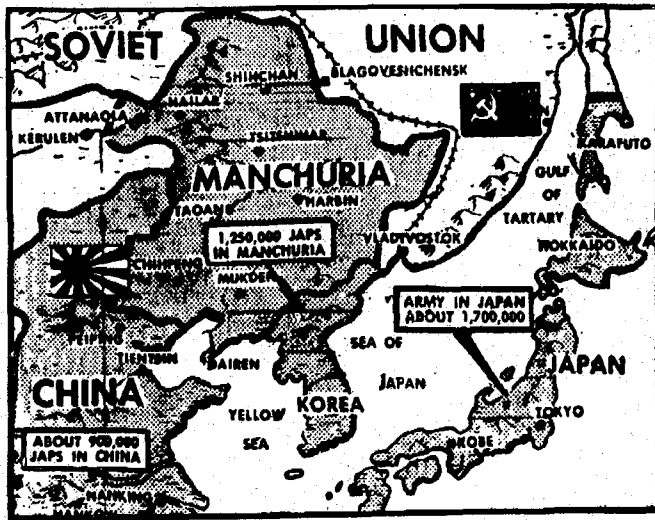 SOVIET UNION
SHIHCHAN
BLAGOVESHCHENSK
ATTANAOLA
HAILAR
KERULEN
TSITSIHAR
KARAFUTO
MANCHURIA
GULF
OF
TARTARY
TAOAN
HARBIN
1,250,000 JAPS
IN MANCHURIA
VLADIVOSTOK
HOKKAIDO
MUKDEN
ARMY IN JAPAN
ABOUT 1,700,000
PEIPING
TIENTSIN
DAIREN
SEA OF
JAPAN
JAPAN
CHINA
KOREA
YELLOW
SEA
TOKYO
KOBE
ABOUT 900,000
JAPS IN CHINA
NANKING